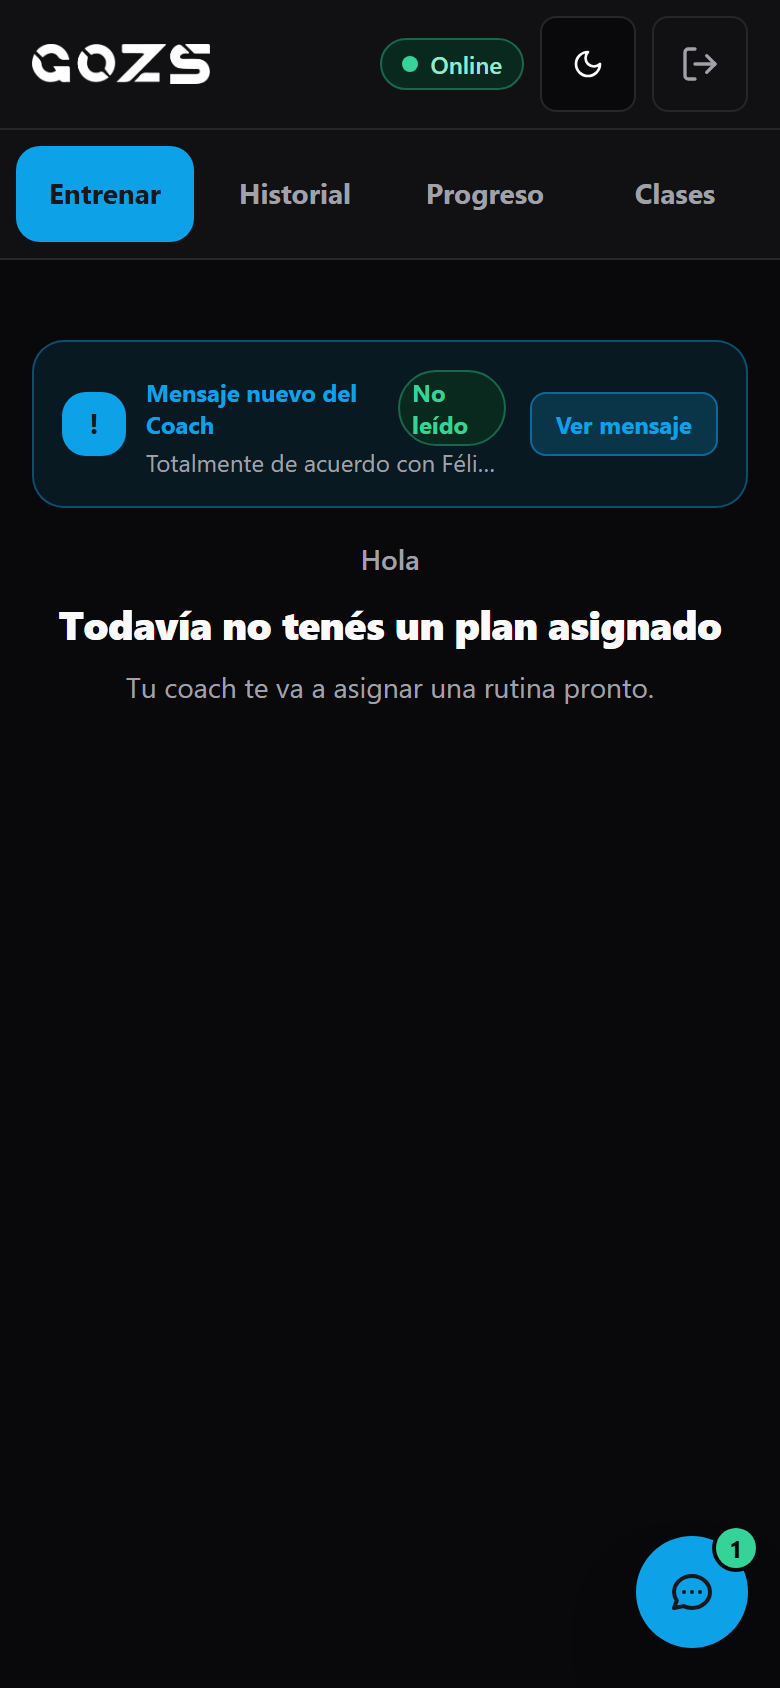 GOZS
Online
Entrenar
Historial
Progreso
Clases
!
Mensaje nuevo del
Coach
No
leído
Totalmente de acuerdo con Féli...
Ver mensaje
Hola
Todavía no tenés un plan asignado
Tu coach te va a asignar una rutina pronto.
1